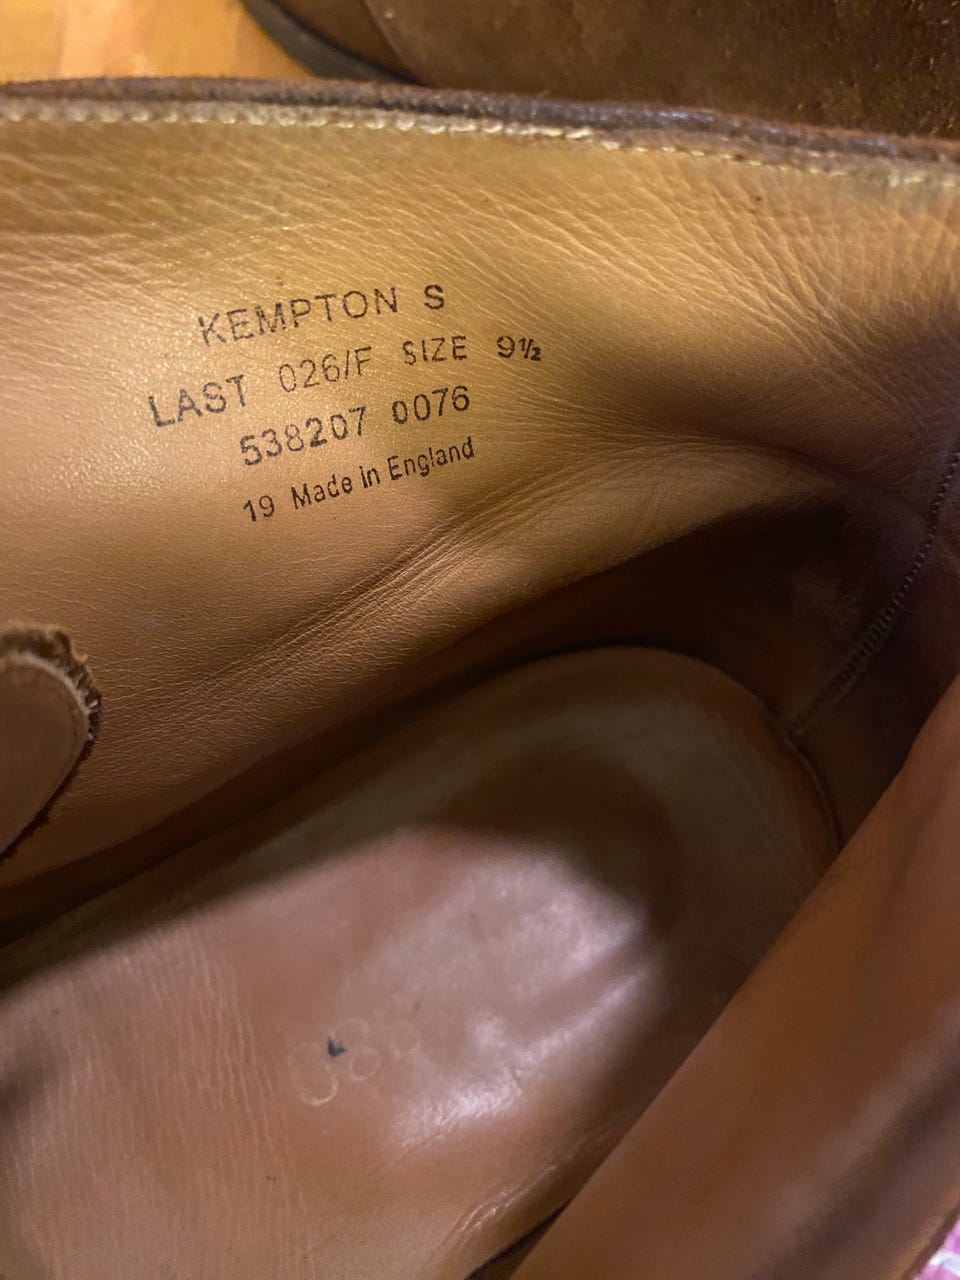 KEMPTON S
LAST 026/F SIZE 9½
538207 0076
19 Made in England